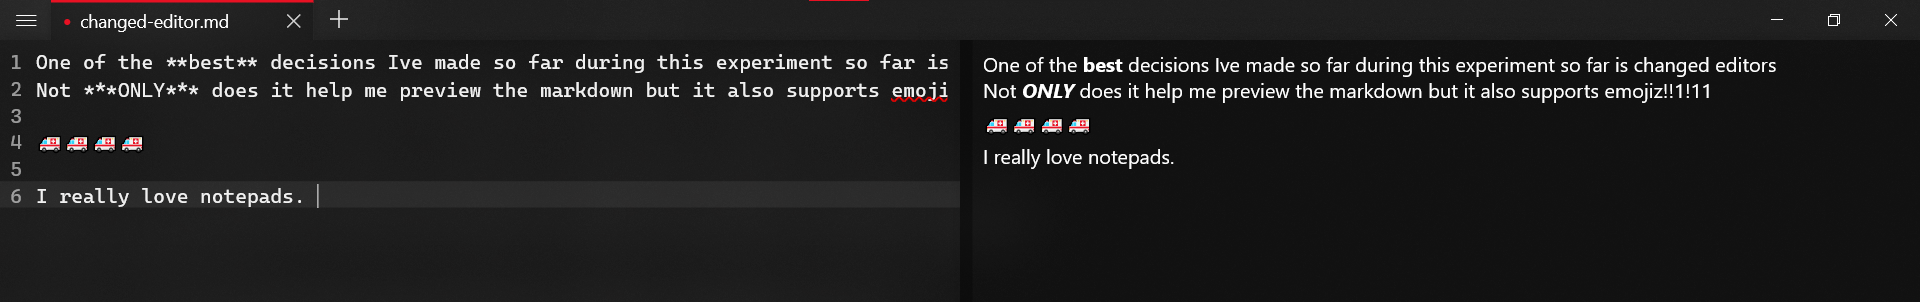 changed-editor.md
1 One of the **best** decisions Ive made so far during this experiment so far is
2 Not ***ONLY*** does it help me preview the markdown but it also supports emoji
3
4 🚑🚑🚑🚑
5
6 I really love notepads.
One of the best decisions Ive made so far during this experiment so far is changed editors
Not ONLY does it help me preview the markdown but it also supports emojiz!!1!11
🚑🚑🚑🚑
I really love notepads.